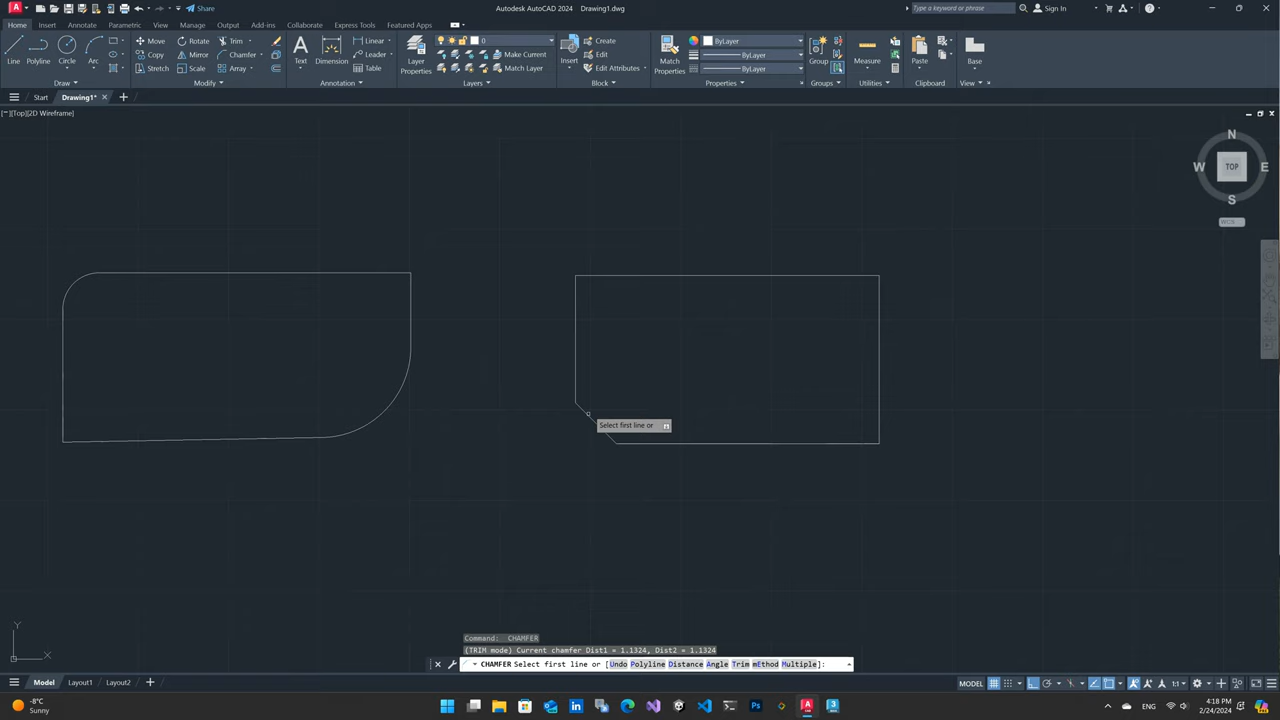 Share
Autodesk AutoCAD 2024 Drawing1.dwg
Type a keyword or phrase
Sign In
Home Insert Annotate Parametric View Manage Output Add-ins Collaborate Express Tools Featured Apps
Line Polyline Circle Arc
Move Rotate Trim
Copy Mirror Chamfer
Stretch Scale Array
Text Dimension
Linear
Leader
Table
Layer Properties
0
Make Current
Match Layer
Insert
Create
Edit
Edit Attributes
Match Properties
ByLayer
ByLayer
ByLayer
Group
Measure
Paste
Base
Draw Modify Annotation Layers Block Properties Groups Utilities Clipboard View
Start Drawing1*
[−][Top][2D Wireframe]
N
W TOP E
S
WCS
Select first line or
Y
X
Command: CHAMFER
(TRIM mode) Current chamfer Dist1 = 1.1324, Dist2 = 1.1324
CHAMFER Select first line or [Undo Polyline Distance Angle Trim mEthod Multiple]:
Model Layout1 Layout2
MODEL
1:1
-8°C
Sunny
ENG
4:18 PM
2/24/2024